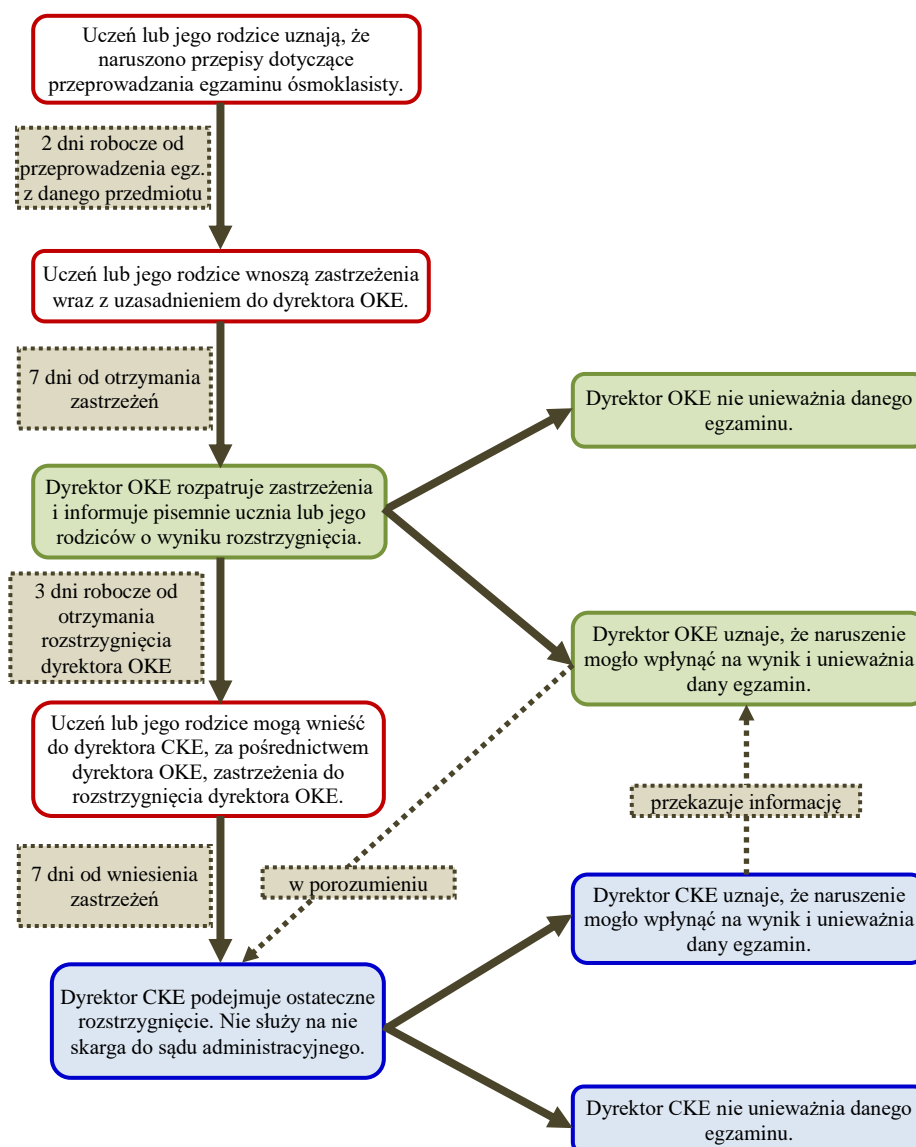 Uczeń lub jego rodzice uznają, że
naruszono przepisy dotyczące
przeprowadzania egzaminu ósmoklasisty.
2 dni robocze od
przeprowadzenia egz.
z danego przedmiotu
Uczeń lub jego rodzice wnoszą zastrzeżenia
wraz z uzasadnieniem do dyrektora OKE.
7 dni od otrzymania
zastrzeżeń
Dyrektor OKE nie unieważnia danego
egzaminu.
Dyrektor OKE rozpatruje zastrzeżenia
i informuje pisemnie ucznia lub jego
rodziców o wyniku rozstrzygnięcia.
3 dni robocze od
otrzymania
rozstrzygnięcia
dyrektora OKE
Dyrektor OKE uznaje, że naruszenie
mogło wpłynąć na wynik i unieważnia
dany egzamin.
Uczeń lub jego rodzice mogą wnieść
do dyrektora CKE, za pośrednictwem
dyrektora OKE, zastrzeżenia do
rozstrzygnięcia dyrektora OKE.
przekazuje informację
7 dni od wniesienia
zastrzeżeń
w porozumieniu
Dyrektor CKE uznaje, że naruszenie
mogło wpłynąć na wynik i unieważnia
dany egzamin.
Dyrektor CKE podejmuje ostateczne
rozstrzygnięcie. Nie służy na nie
skarga do sądu administracyjnego.
Dyrektor CKE nie unieważnia danego
egzaminu.